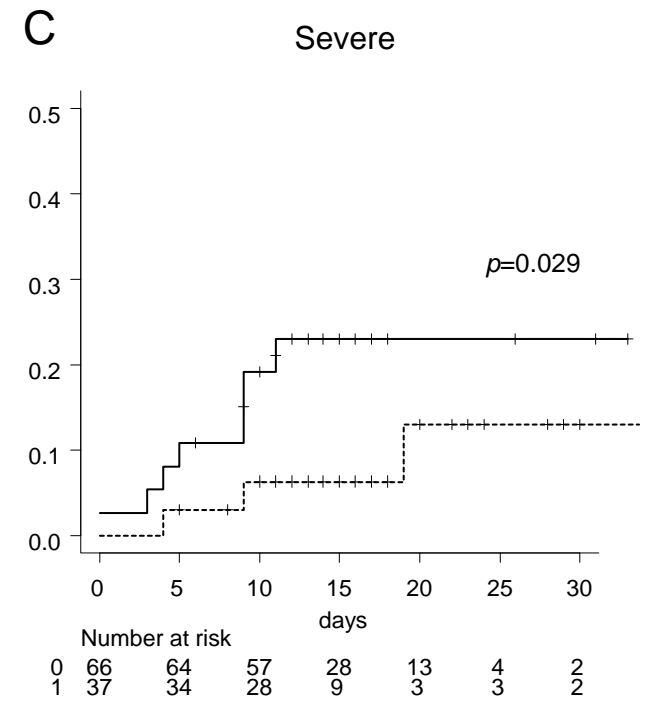 C
Severe
0.5
0.4
0.3
p=0.029
0.2
0.1
0.0
0 5 10 15 20 25 30
days
Number at risk
0 66 64 57 28 13 4 2
1 37 34 28 9 3 3 2